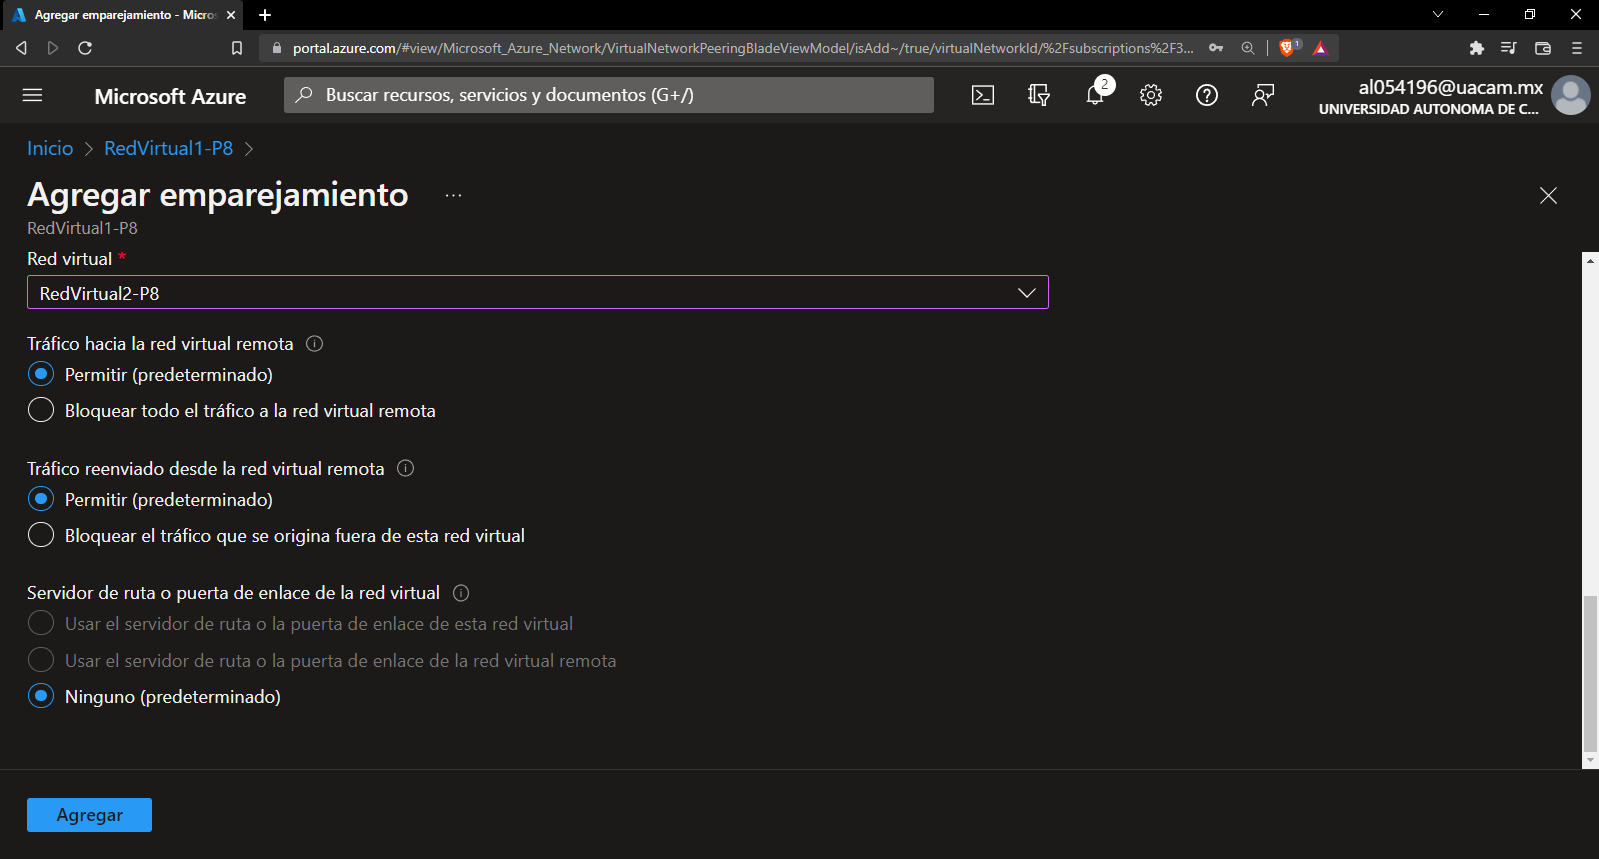 Agregar emparejamiento - Micros
portal.azure.com/#view/Microsoft_Azure_Network/VirtualNetworkPeeringBladeViewModel/isAdd~/true/virtualNetworkId/%2Fsubscriptions%2F3...
1
Microsoft Azure
Buscar recursos, servicios y documentos (G+/)
2
al054196@uacam.mx
UNIVERSIDAD AUTONOMA DE C...
Inicio > RedVirtual1-P8 >
Agregar emparejamiento ...
RedVirtual1-P8
Red virtual *
RedVirtual2-P8
Tráfico hacia la red virtual remota
Permitir (predeterminado)
Bloquear todo el tráfico a la red virtual remota
Tráfico reenviado desde la red virtual remota
Permitir (predeterminado)
Bloquear el tráfico que se origina fuera de esta red virtual
Servidor de ruta o puerta de enlace de la red virtual
Usar el servidor de ruta o la puerta de enlace de esta red virtual
Usar el servidor de ruta o la puerta de enlace de la red virtual remota
Ninguno (predeterminado)
Agregar